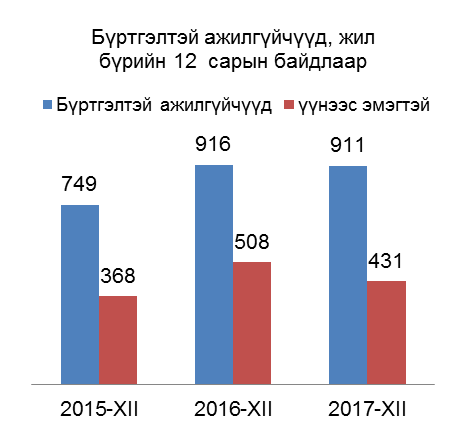 Бүртгэлтэй ажилгүйчүүд, жил
бүрийн 12 сарын байдлаар
Бүртгэлтэй ажилгүйчүүд үүнээс эмэгтэй
916 911
749
508
431
368
2015-XII 2016-XII 2017-XII